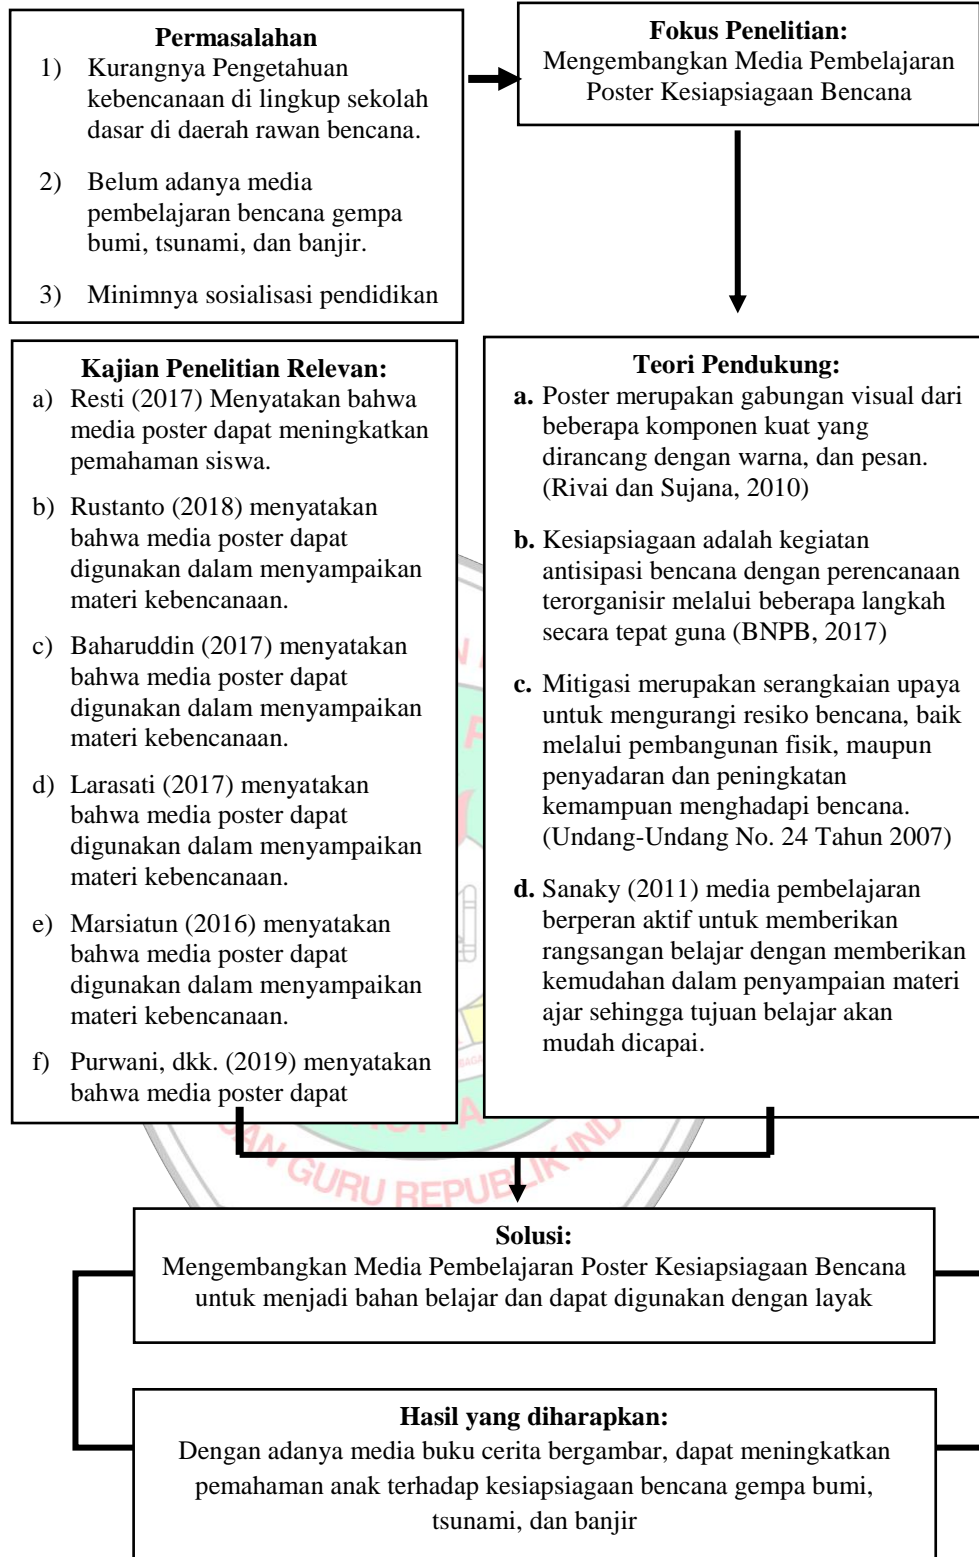 Permasalahan
1) Kurangnya Pengetahuan
kebencanaan di lingkup sekolah
dasar di daerah rawan bencana.
2) Belum adanya media
pembelajaran bencana gempa
bumi, tsunami, dan banjir.
3) Minimnya sosialisasi pendidikan
Fokus Penelitian:
Mengembangkan Media Pembelajaran
Poster Kesiapsiagaan Bencana
Kajian Penelitian Relevan:
a) Resti (2017) Menyatakan bahwa
media poster dapat meningkatkan
pemahaman siswa.
b) Rustanto (2018) menyatakan
bahwa media poster dapat
digunakan dalam menyampaikan
materi kebencanaan.
c) Baharuddin (2017) menyatakan
bahwa media poster dapat
digunakan dalam menyampaikan
materi kebencanaan.
d) Larasati (2017) menyatakan
bahwa media poster dapat
digunakan dalam menyampaikan
materi kebencanaan.
e) Marsiatun (2016) menyatakan
bahwa media poster dapat
digunakan dalam menyampaikan
materi kebencanaan.
f) Purwani, dkk. (2019) menyatakan
bahwa media poster dapat
Teori Pendukung:
a. Poster merupakan gabungan visual dari
beberapa komponen kuat yang
dirancang dengan warna, dan pesan.
(Rivai dan Sujana, 2010)
b. Kesiapsiagaan adalah kegiatan
antisipasi bencana dengan perencanaan
terorganisir melalui beberapa langkah
secara tepat guna (BNPB, 2017)
c. Mitigasi merupakan serangkaian upaya
untuk mengurangi resiko bencana, baik
melalui pembangunan fisik, maupun
penyadaran dan peningkatan
kemampuan menghadapi bencana.
(Undang-Undang No. 24 Tahun 2007)
d. Sanaky (2011) media pembelajaran
berperan aktif untuk memberikan
rangsangan belajar dengan memberikan
kemudahan dalam penyampaian materi
ajar sehingga tujuan belajar akan
mudah dicapai.
GURU REPUBLIK IND
Solusi:
Mengembangkan Media Pembelajaran Poster Kesiapsiagaan Bencana
untuk menjadi bahan belajar dan dapat digunakan dengan layak
Hasil yang diharapkan:
Dengan adanya media buku cerita bergambar, dapat meningkatkan
pemahaman anak terhadap kesiapsiagaan bencana gempa bumi,
tsunami, dan banjir